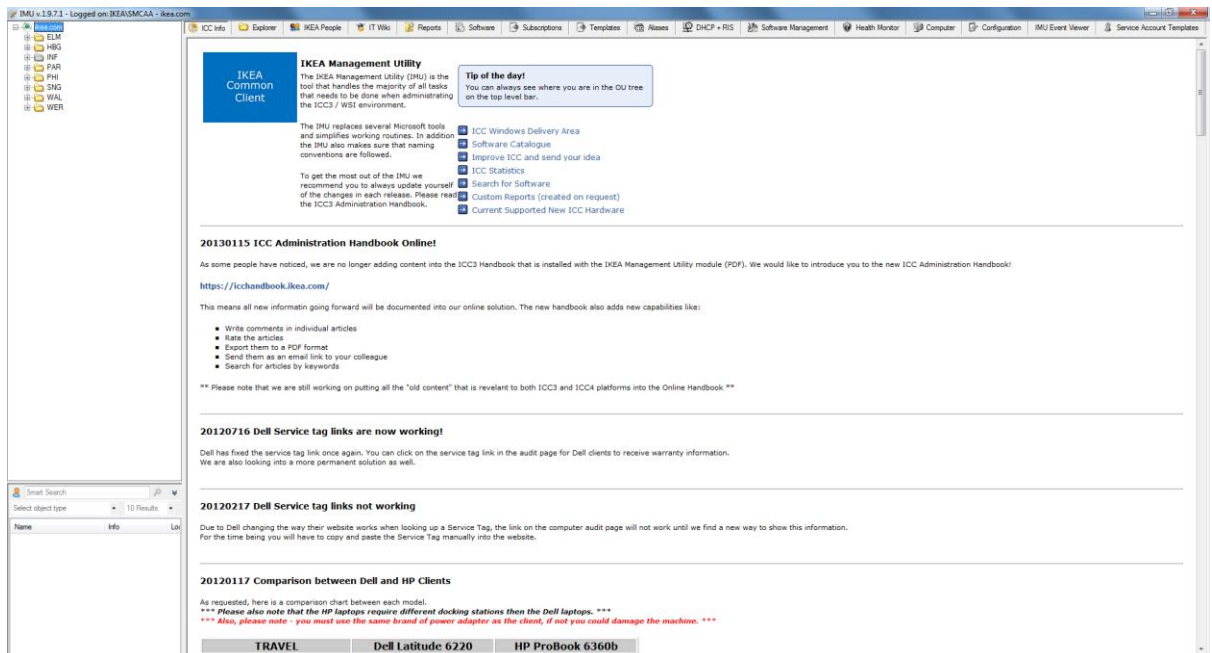 IMU v.1.9.7.1 - Logged on: IKEA\SMCAA - ikea.com
ICC Info Explorer IKEA People IT Wiki Reports Software Subscriptions Templates Aliases DHCP + RIS Software Management Health Monitor Computer Configuration IMU Event Viewer Service Account Templates
ikea.com
ELM
HBG
INF
PAR
PHI
SNG
WAL
WER
Smart Search
Select object type 10 Results
Name Info Loc
IKEA
Common
Client
IKEA Management Utility
The IKEA Management Utility (IMU) is the
tool that handles the majority of all tasks
that needs to be done when administrating
the ICC3 / WSI environment.
The IMU replaces several Microsoft tools
and simplifies working routines. In addition
the IMU also makes sure that naming
conventions are followed.
To get the most out of the IMU we
recommend you to always update yourself
of the changes in each release. Please read
the ICC3 Administration Handbook.
Tip of the day!
You can always see where you are in the OU tree
on the top level bar.
ICC Windows Delivery Area
Software Catalogue
Improve ICC and send your idea
ICC Statistics
Search for Software
Custom Reports (created on request)
Current Supported New ICC Hardware
20130115 ICC Administration Handbook Online!
As some people have noticed, we are no longer adding content into the ICC3 Handbook that is installed with the IKEA Management Utility module (PDF). We would like to introduce you to the new ICC Administration Handbook!
https://icchandbook.ikea.com/
This means all new informatin going forward will be documented into our online solution. The new handbook also adds new capabilities like:
Write comments in individual articles
Rate the articles
Export them to a PDF format
Send them as an email link to your colleague
Search for articles by keywords
** Please note that we are still working on putting all the "old content" that is revelant to both ICC3 and ICC4 platforms into the Online Handbook **
20120716 Dell Service tag links are now working!
Dell has fixed the service tag link once again. You can click on the service tag link in the audit page for Dell clients to receive warranty information.
We are also looking into a more permanent solution as well.
20120217 Dell Service tag links not working
Due to Dell changing the way their website works when looking up a Service Tag, the link on the computer audit page will not work until we find a new way to show this information.
For the time being you will have to copy and paste the Service Tag manually into the website.
20120117 Comparison between Dell and HP Clients
As requested, here is a comparison chart between each model.
*** Please also note that the HP laptops require different docking stations then the Dell laptops. ***
*** Also, please note - you must use the same brand of power adapter as the client, if not you could damage the machine. ***
TRAVEL Dell Latitude 6220 HP ProBook 6360b